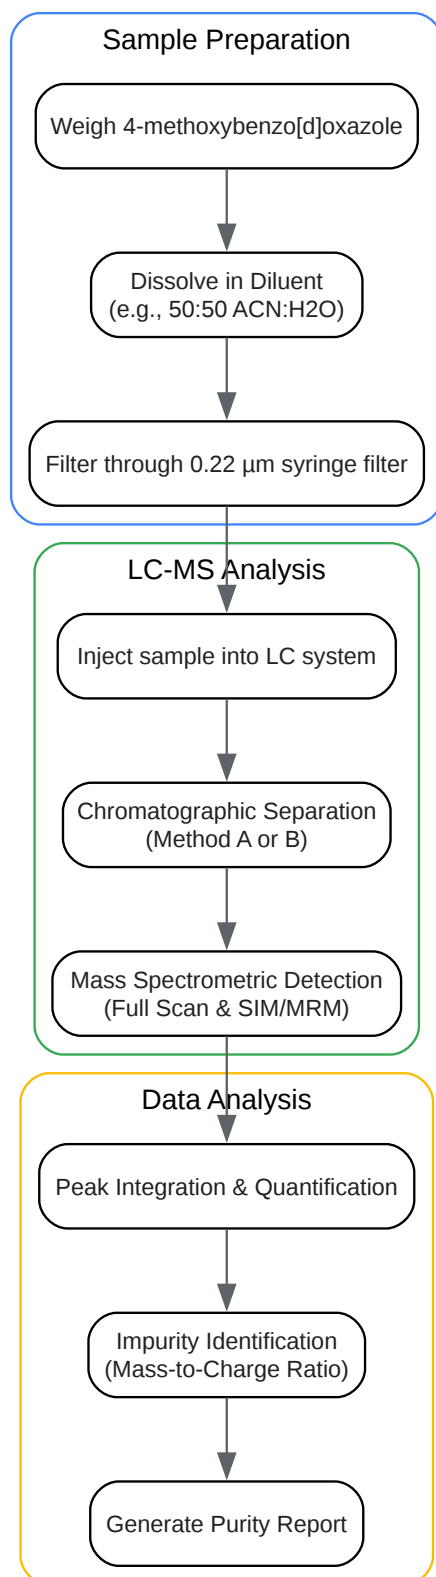 Sample Preparation
Weigh 4-methoxybenzo[d]oxazole
Dissolve in Diluent
(e.g., 50:50 ACN:H2O)
Filter through 0.22 µm syringe filter
LC-MS Analysis
Inject sample into LC system
Chromatographic Separation
(Method A or B)
Mass Spectrometric Detection
(Full Scan & SIM/MRM)
Data Analysis
Peak Integration & Quantification
Impurity Identification
(Mass-to-Charge Ratio)
Generate Purity Report